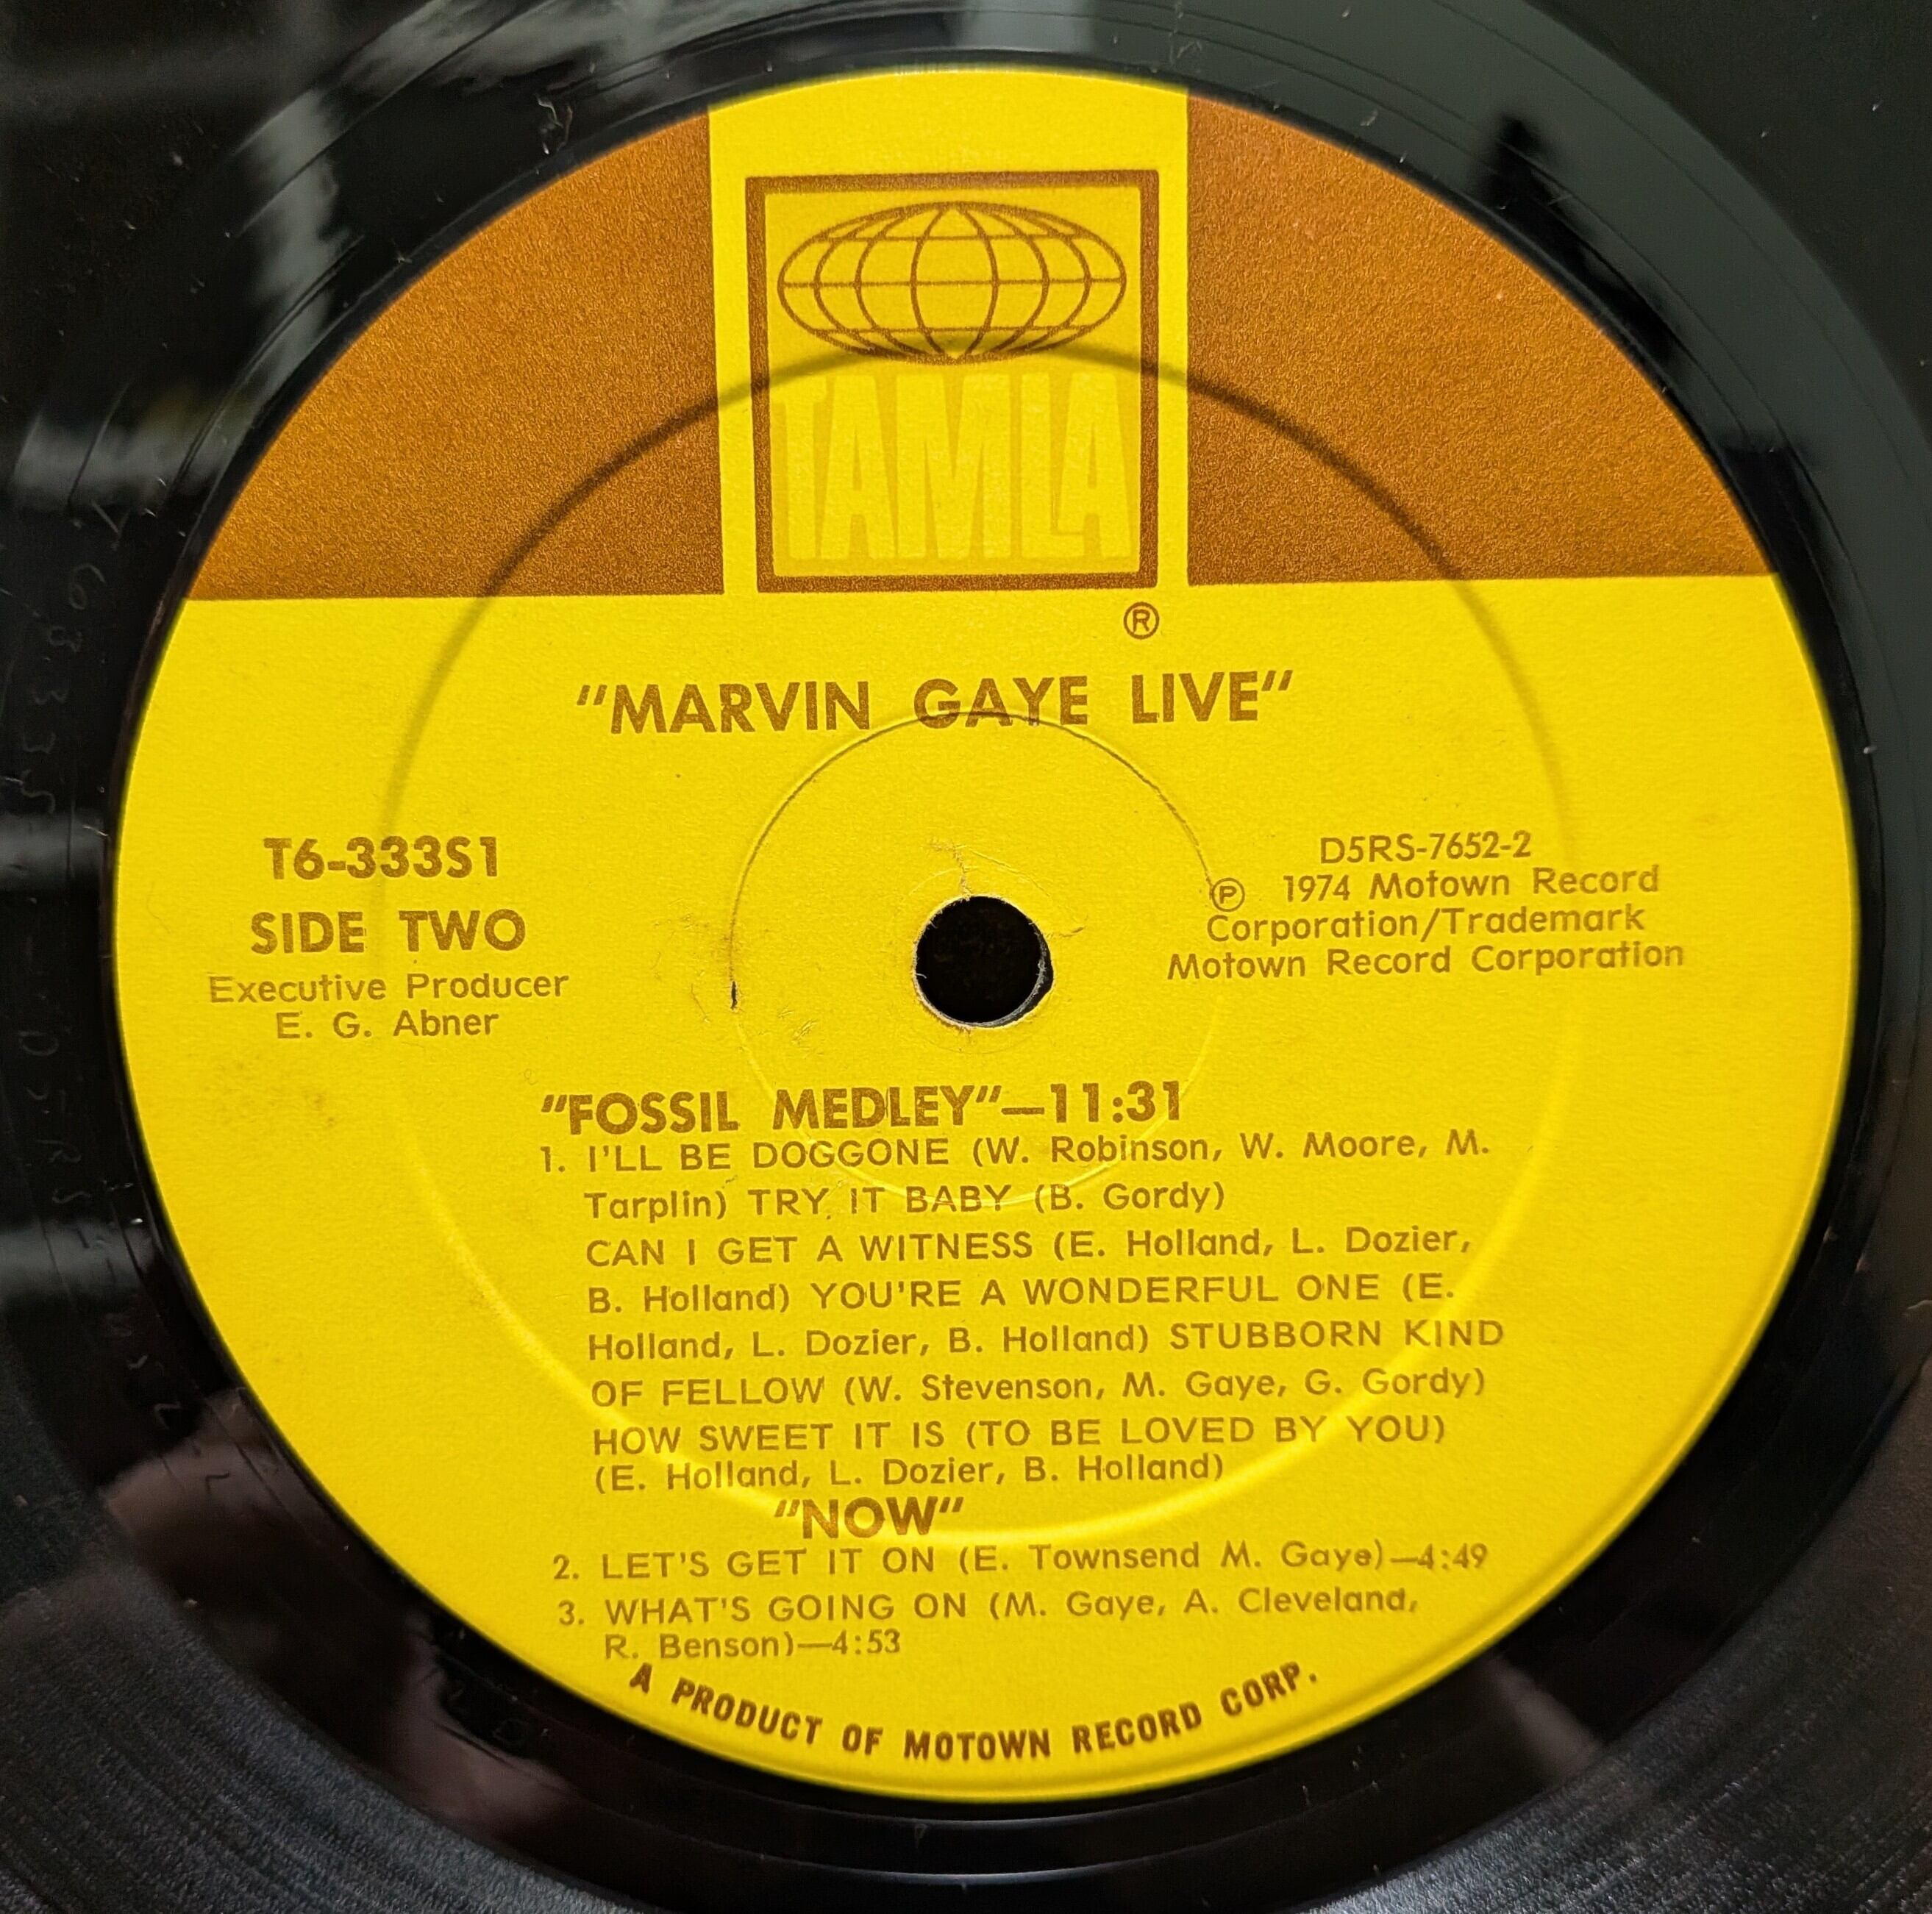 TAMLA
®
"MARVIN GAYE LIVE"
T6-333S1
SIDE TWO
Executive Producer
E. G. Abner
D5RS-7652-2
℗ 1974 Motown Record
Corporation/Trademark
Motown Record Corporation
"FOSSIL MEDLEY"—11:31
1. I'LL BE DOGGONE (W. Robinson, W. Moore, M.
Tarplin) TRY IT BABY (B. Gordy)
CAN I GET A WITNESS (E. Holland, L. Dozier,
B. Holland) YOU'RE A WONDERFUL ONE (E.
Holland, L. Dozier, B. Holland) STUBBORN KIND
OF FELLOW (W. Stevenson, M. Gaye, G. Gordy)
HOW SWEET IT IS (TO BE LOVED BY YOU)
(E. Holland, L. Dozier, B. Holland)
"NOW"
2. LET'S GET IT ON (E. Townsend M. Gaye)—4:49
3. WHAT'S GOING ON (M. Gaye, A. Cleveland,
R. Benson)—4:53
A PRODUCT OF MOTOWN RECORD CORP.